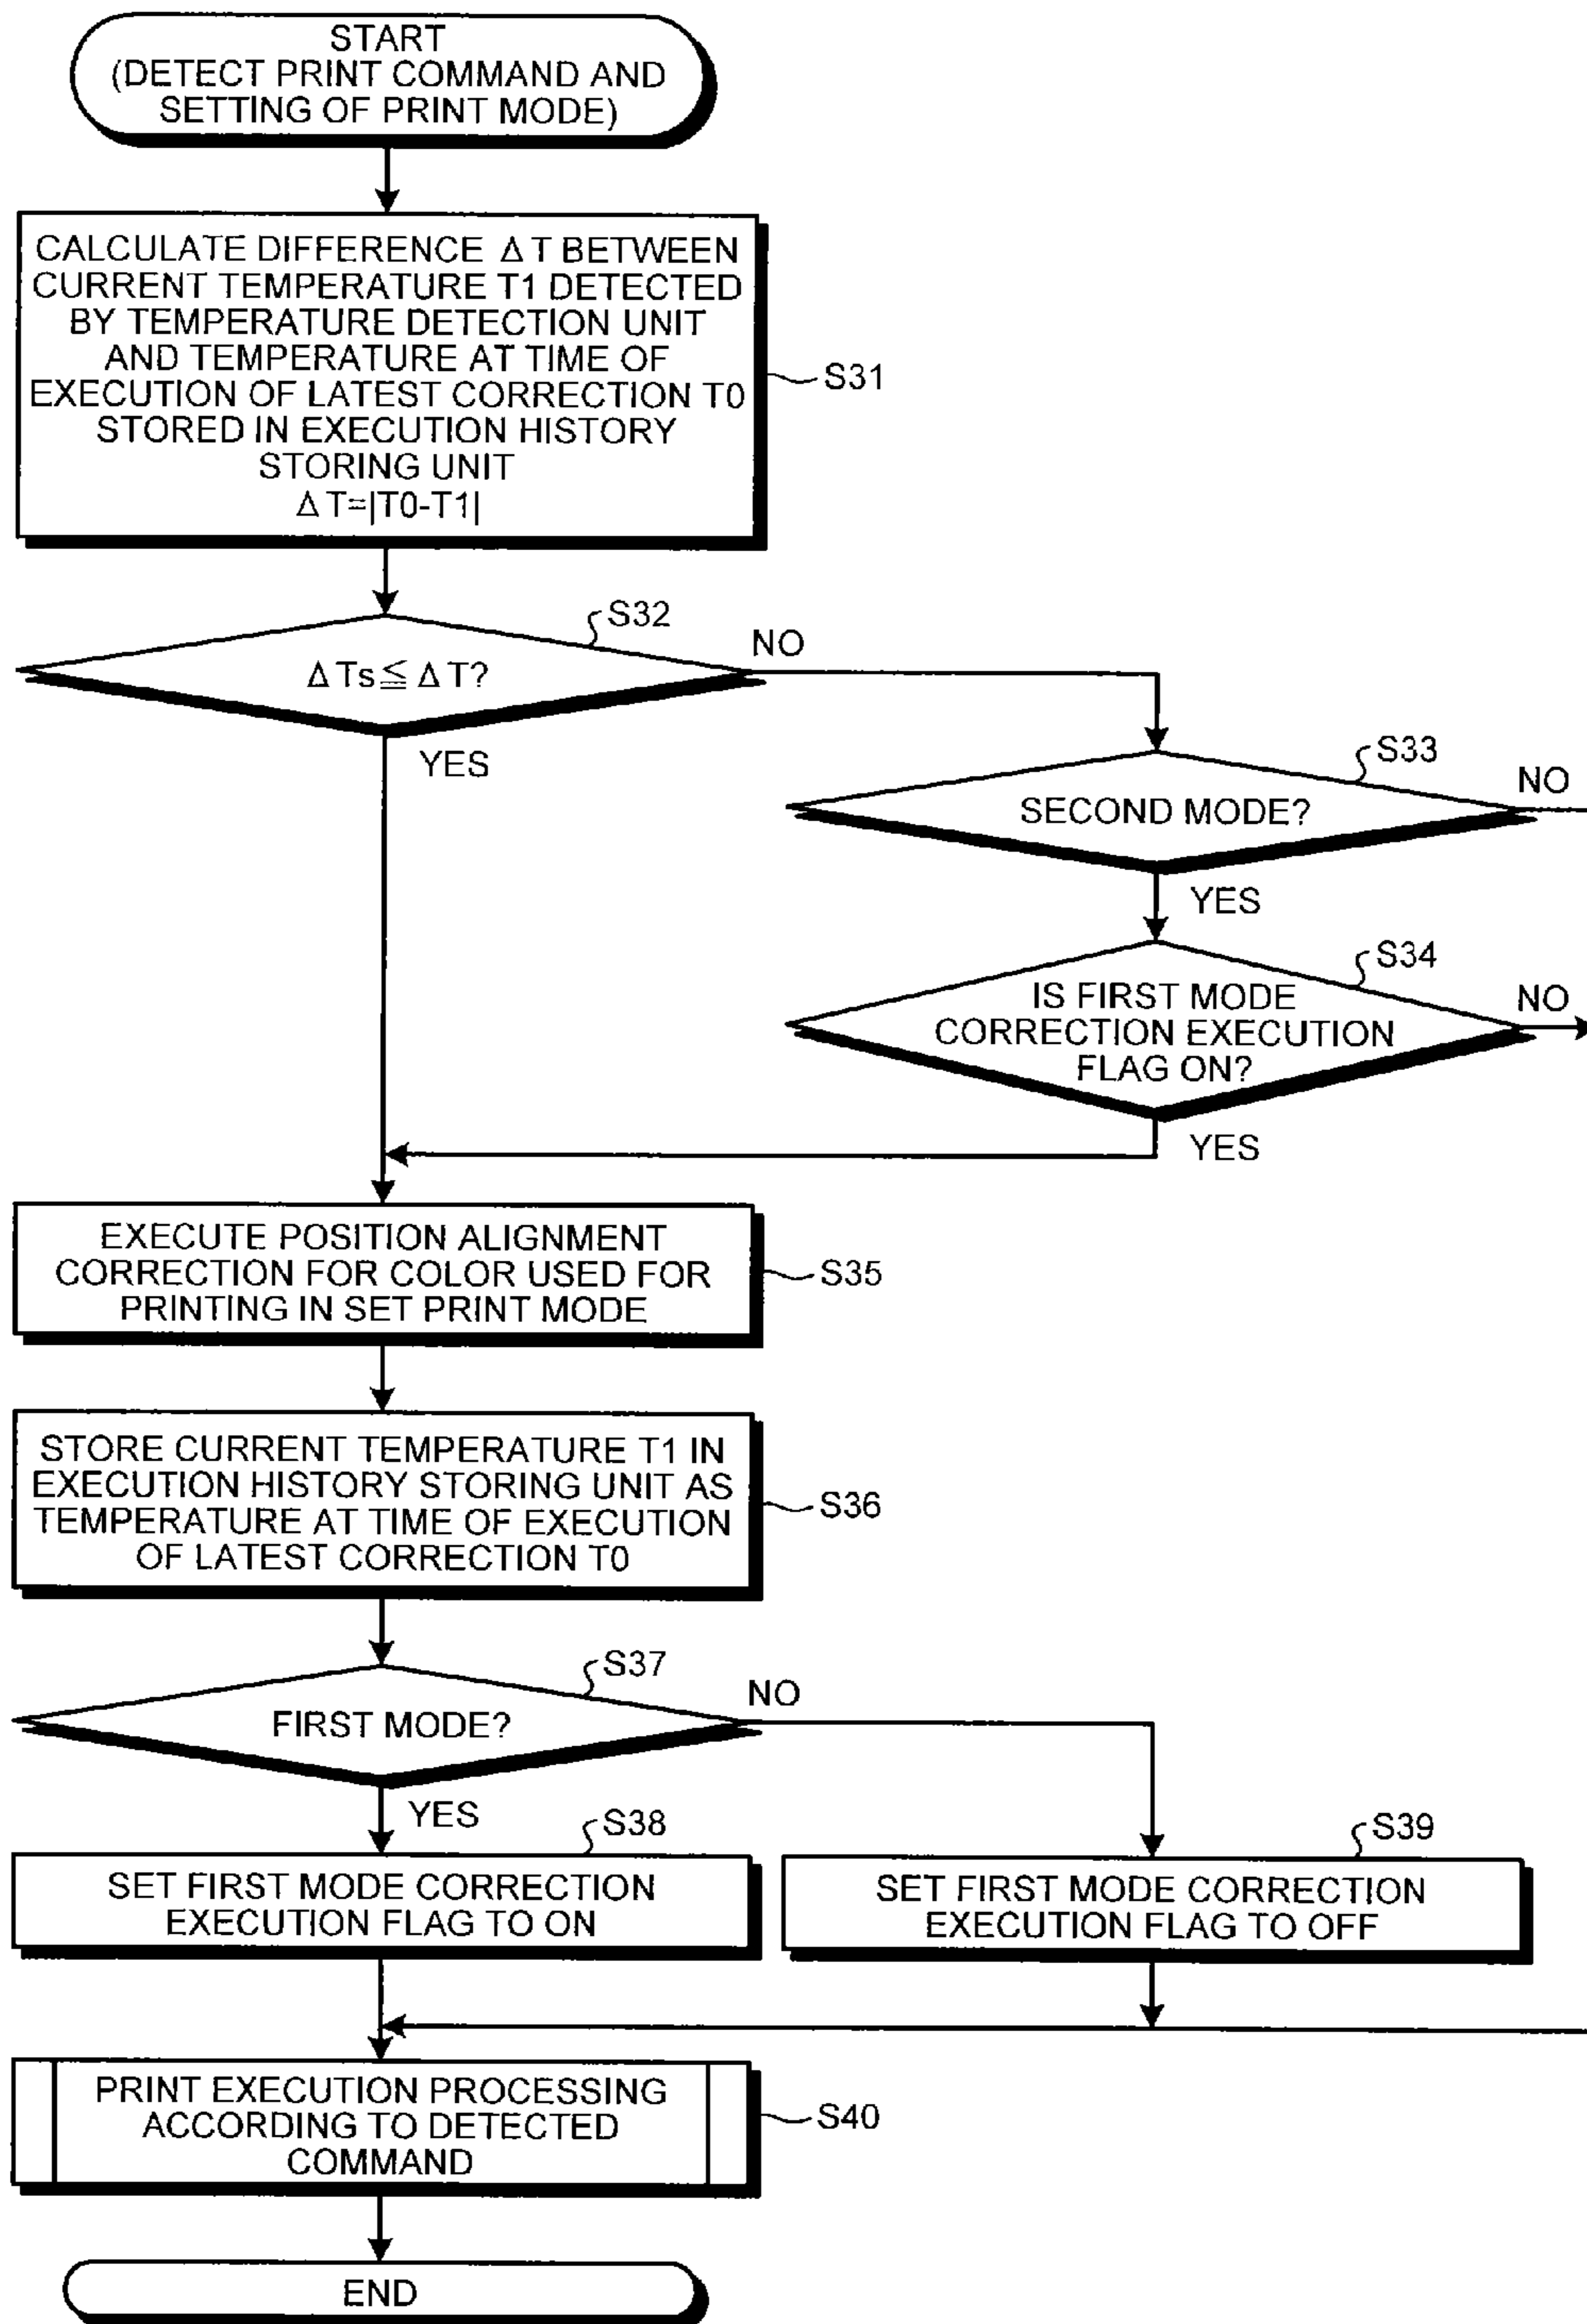 START
(DETECT PRINT COMMAND AND
SETTING OF PRINT MODE)
CALCULATE DIFFERENCE ΔT BETWEEN
CURRENT TEMPERATURE T1 DETECTED
BY TEMPERATURE DETECTION UNIT
AND TEMPERATURE AT TIME OF
EXECUTION OF LATEST CORRECTION T0
STORED IN EXECUTION HISTORY
STORING UNIT
ΔT=|T0-T1|
S31
S32
ΔTs≦ΔT?
NO
YES
S33
SECOND MODE?
NO
YES
S34
IS FIRST MODE
CORRECTION EXECUTION
FLAG ON?
NO
YES
EXECUTE POSITION ALIGNMENT
CORRECTION FOR COLOR USED FOR
PRINTING IN SET PRINT MODE
S35
STORE CURRENT TEMPERATURE T1 IN
EXECUTION HISTORY STORING UNIT AS
TEMPERATURE AT TIME OF EXECUTION
OF LATEST CORRECTION T0
S36
S37
FIRST MODE?
NO
YES
S38
SET FIRST MODE CORRECTION
EXECUTION FLAG TO ON
S39
SET FIRST MODE CORRECTION
EXECUTION FLAG TO OFF
PRINT EXECUTION PROCESSING
ACCORDING TO DETECTED
COMMAND
S40
END